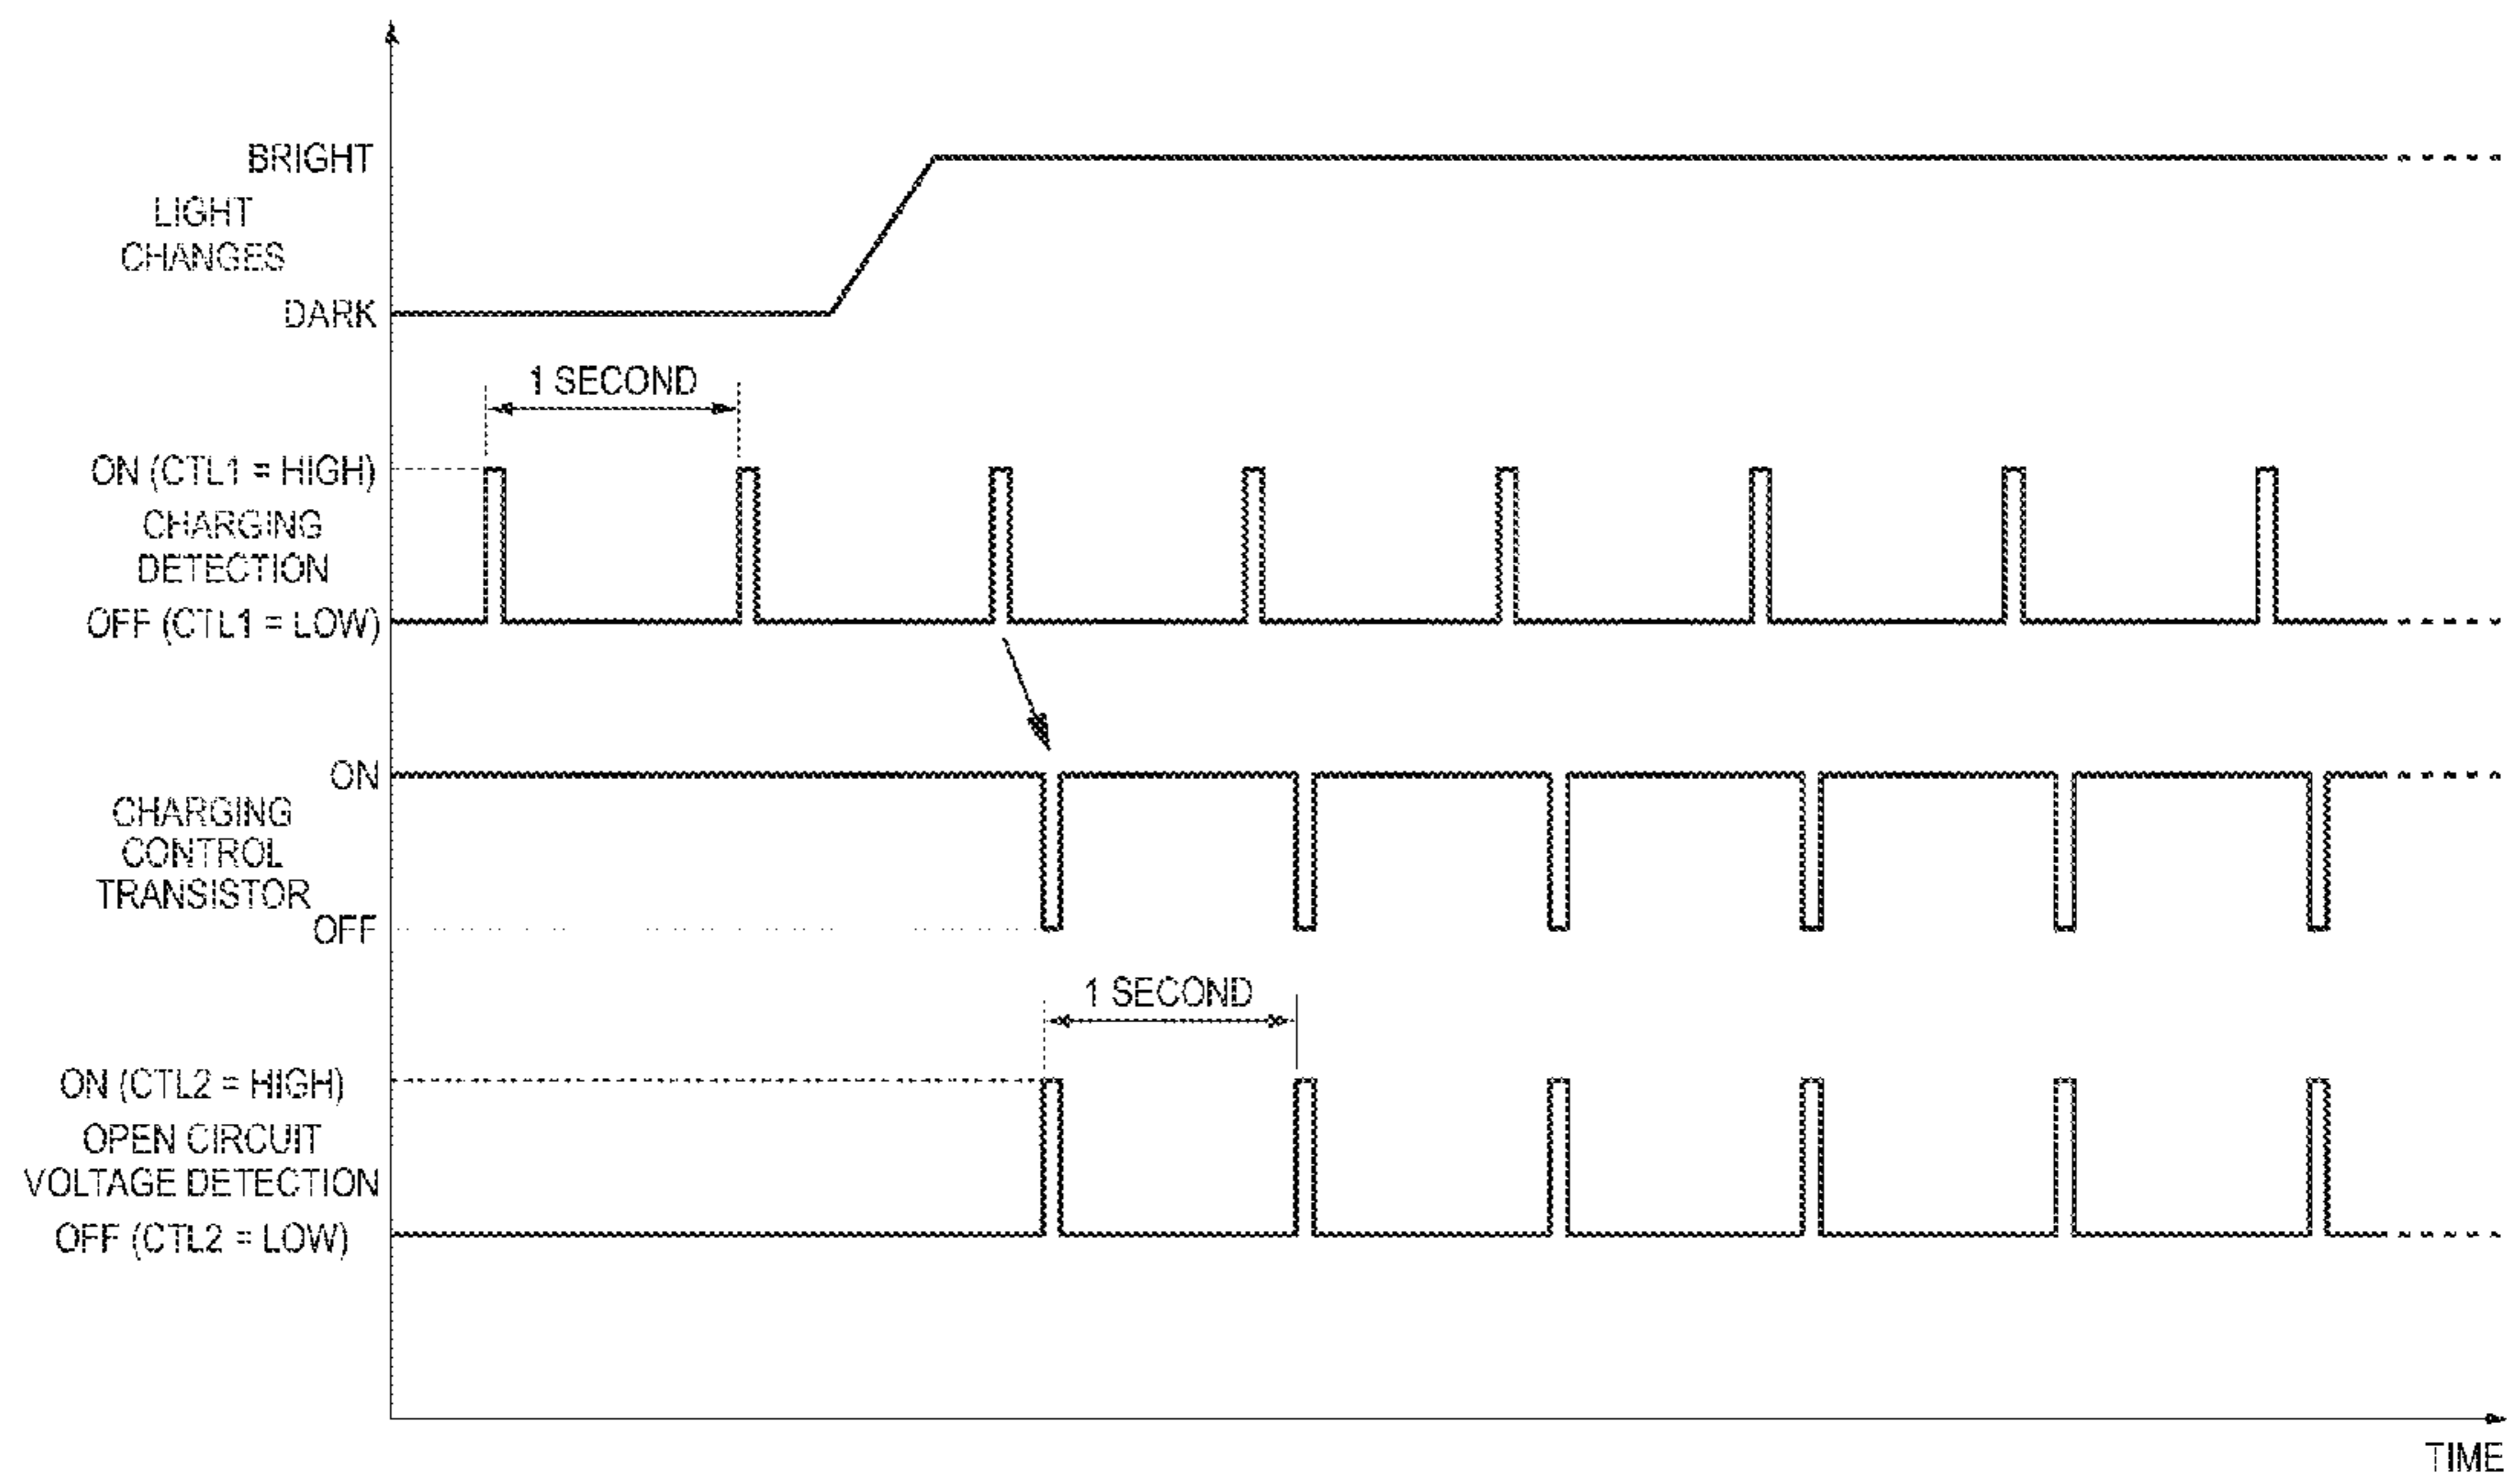 BRIGHT
LIGHT
CHANGES
DARK
1 SECOND
ON (CTL1 = HIGH)
CHARGING
DETECTION
OFF (CTL1 = LOW)
ON
CHARGING
CONTROL
TRANSISTOR
OFF
1 SECOND
ON (CTL2 = HIGH)
OPEN CIRCUIT
VOLTAGE DETECTION
OFF (CTL2 = LOW)
TIME